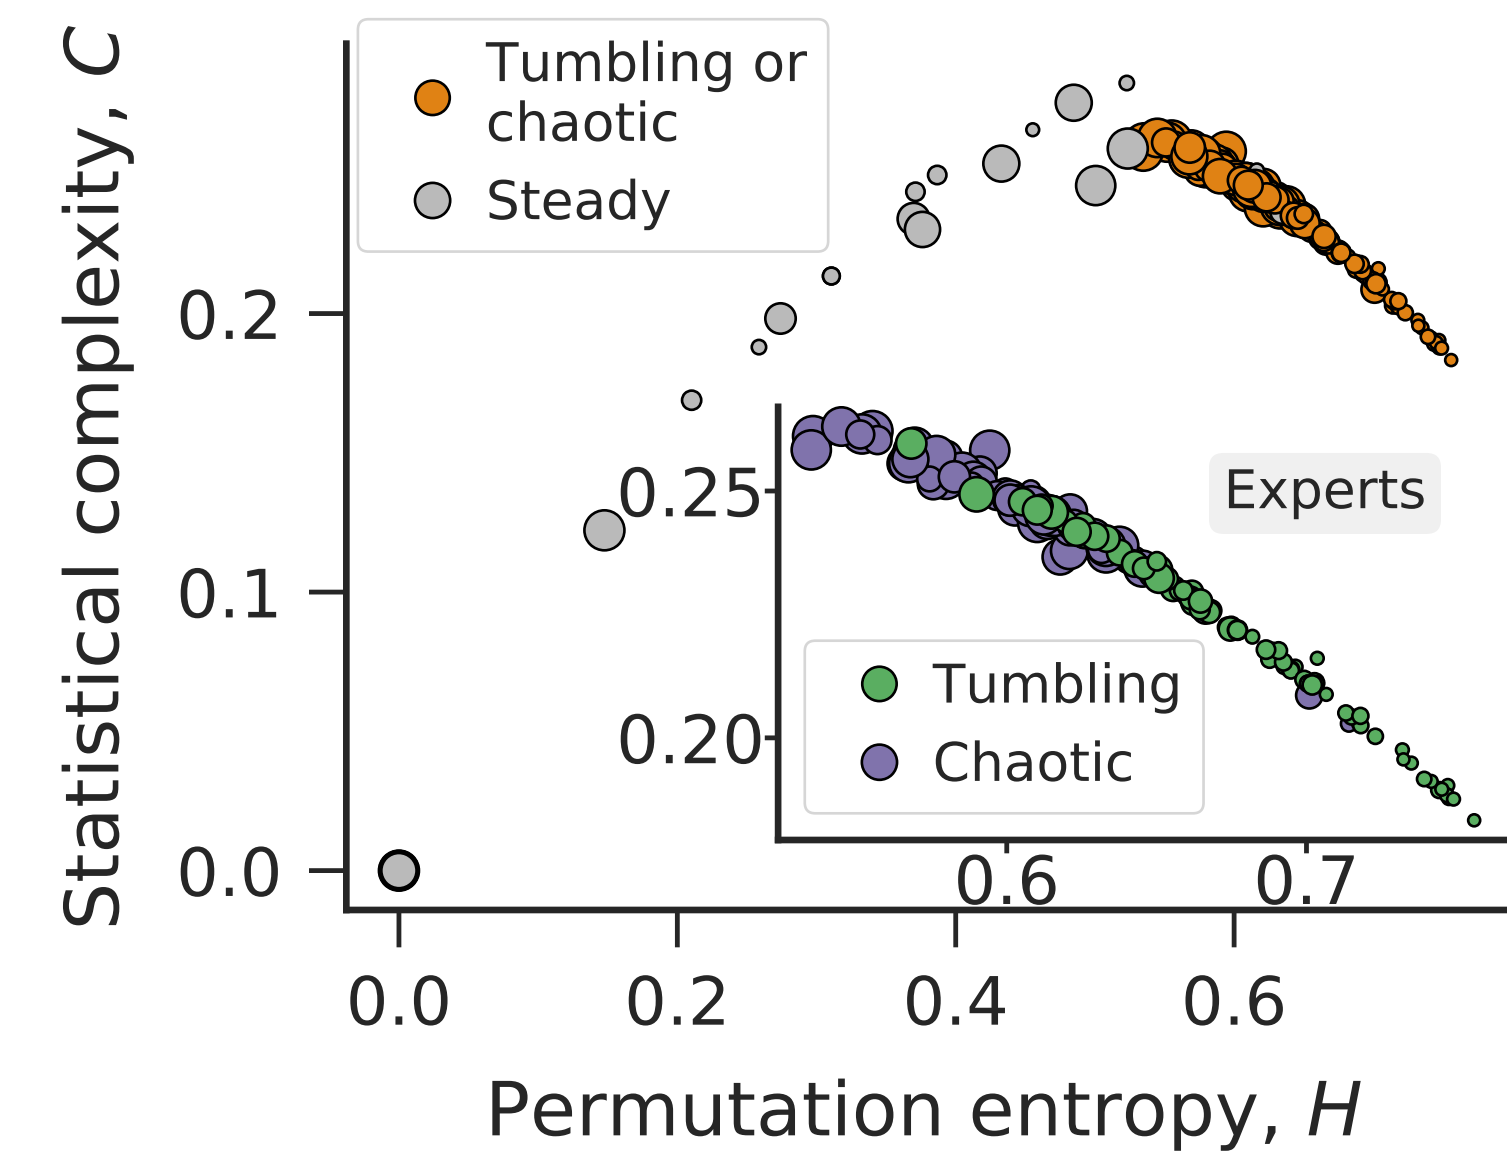 Tumbling or
chaotic
Steady
Statistical complexity, C
0.2
0.1
0.0
0.25
0.20
Experts
Tumbling
Chaotic
0.6
0.7
0.0
0.2
0.4
0.6
Permutation entropy, H